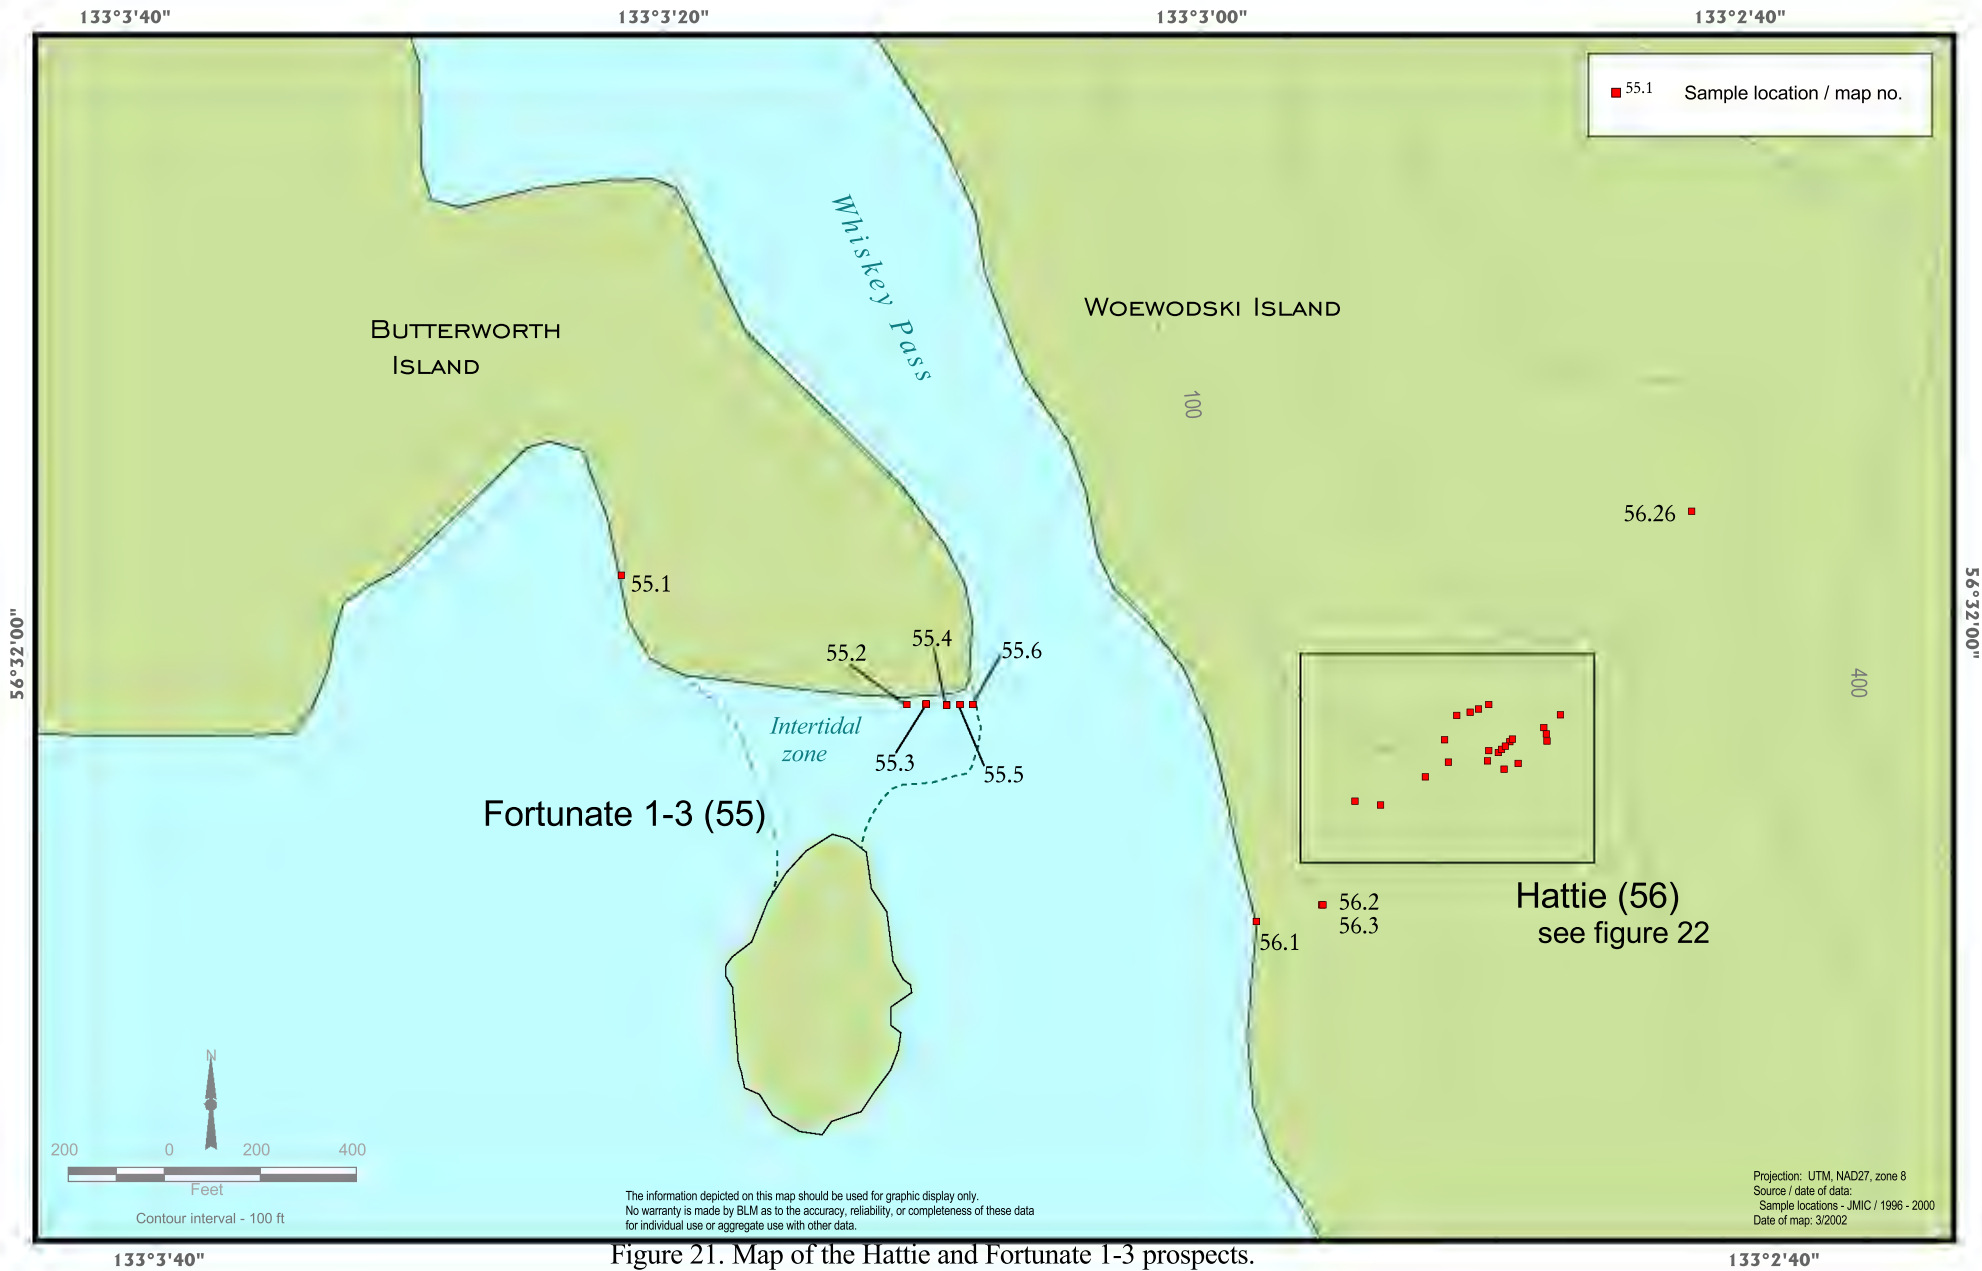 133°3'40"
133°3'20"
133°3'00"
133°2'40"
55.1
Sample location / map no.
Whiskey Pass
WOEWODSKI ISLAND
BUTTERWORTH
ISLAND
100
56.26
55.1
56°32'00"
56°32'00"
55.4
55.2
55.6
400
Intertidal
zone
55.3
55.5
Fortunate 1-3 (55)
Hattie (56)
see figure 22
56.2
56.3
56.1
N
200 0 200 400
Feet
Contour interval - 100 ft
The information depicted on this map should be used for graphic display only.
No warranty is made by BLM as to the accuracy, reliability, or completeness of these data
for individual use or aggregate use with other data.
Projection: UTM, NAD27, zone 8
Source / date of data:
Sample locations - JMIC / 1996 - 2000
Date of map: 3/2002
133°3'40"
Figure 21. Map of the Hattie and Fortunate 1-3 prospects.
133°2'40"